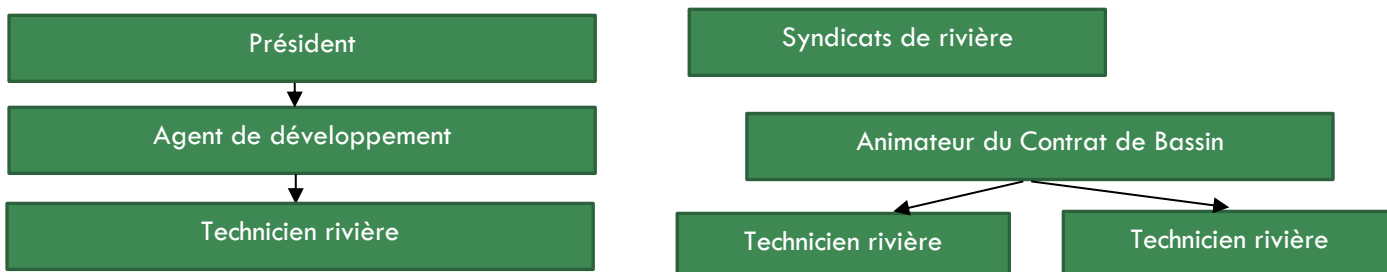 Président
Agent de développement
Technicien rivière
Syndicats de rivière
Animateur du Contrat de Bassin
Technicien rivière
Technicien rivière